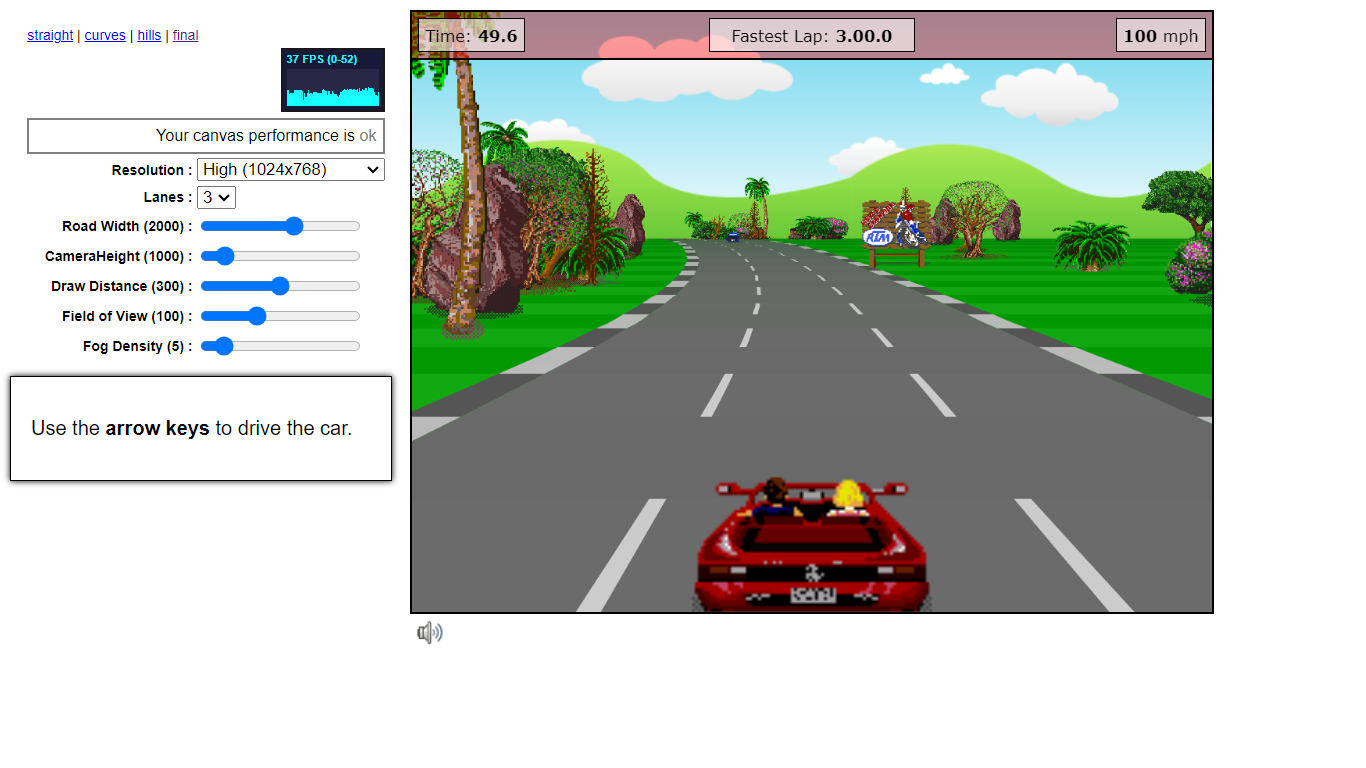 straight | curves | hills | final
37 FPS (0-52)
Your canvas performance is ok
Resolution : High (1024x768)
Lanes : 3
Road Width (2000) :
CameraHeight (1000) :
Draw Distance (300) :
Field of View (100) :
Fog Density (5) :
Use the arrow keys to drive the car.
Time: 49.6
Fastest Lap: 3.00.0
100 mph